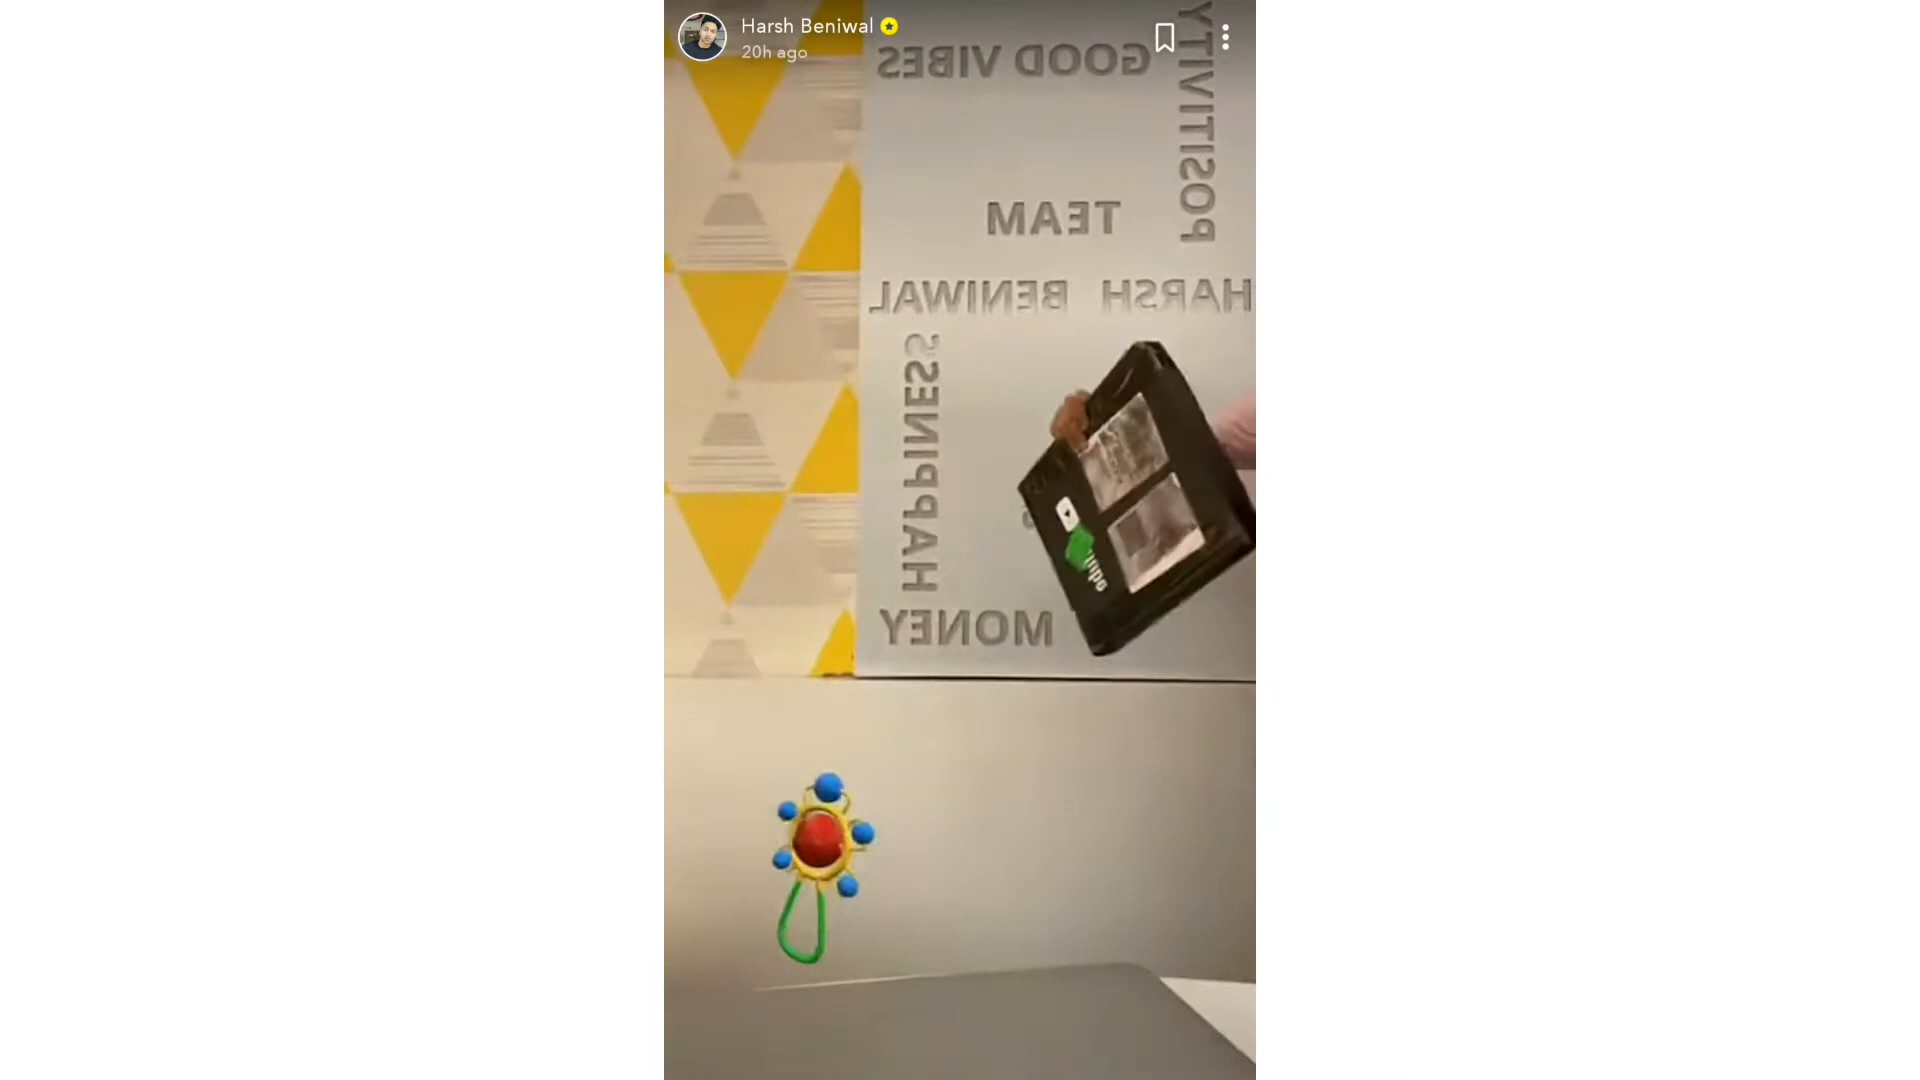 Harsh Beniwal
20h ago
GOOD VIBES
POSITIVITY
TEAM
HARSH BENIWAL
HAPPINESS
MONEY